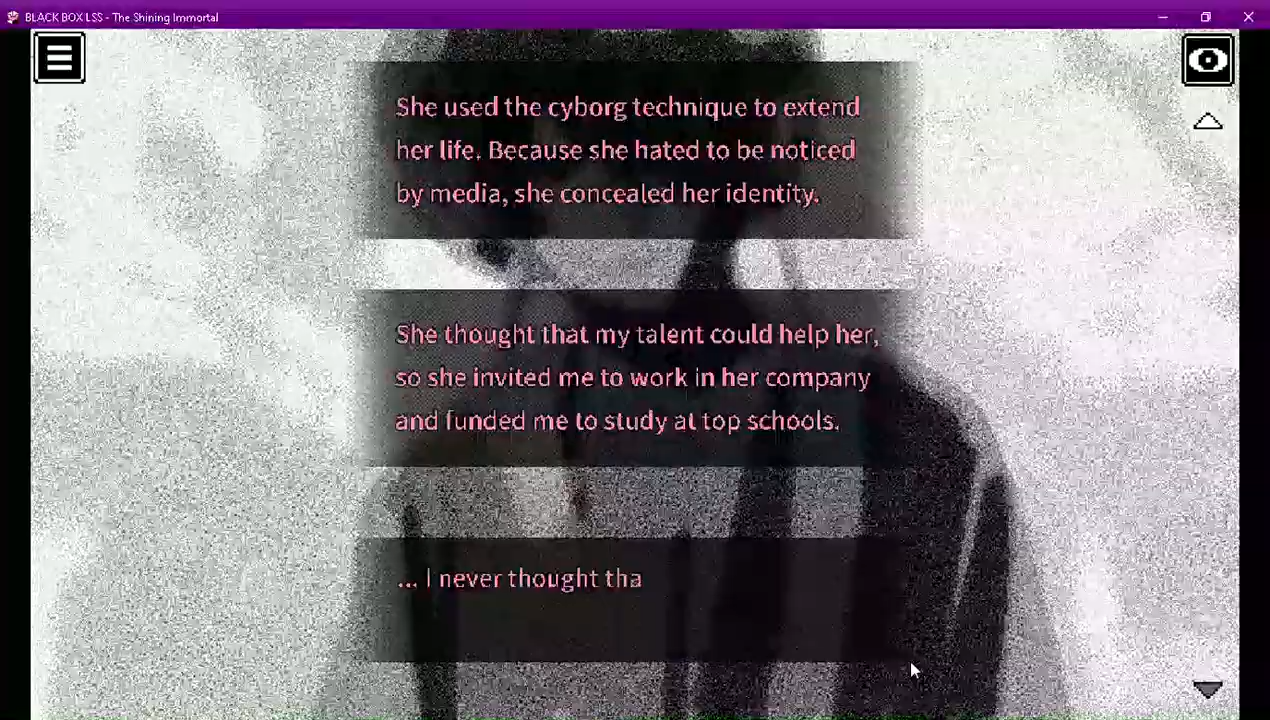 BLACK BOX LSS - The Shining Immortal
She used the cyborg technique to extend
her life. Because she hated to be noticed
by media, she concealed her identity.
She thought that my talent could help her,
so she invited me to work in her company
and funded me to study at top schools.
... I never thought tha